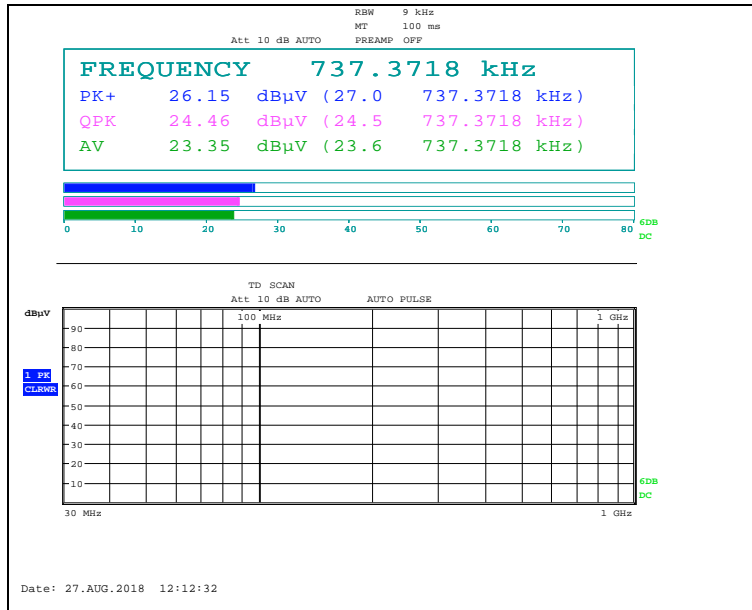 RBW 9 kHz
MT 100 ms
Att 10 dB AUTO PREAMP OFF
FREQUENCY 737.3718 kHz
PK+ 26.15 dBµV (27.0 737.3718 kHz)
QPK 24.46 dBµV (24.5 737.3718 kHz)
AV 23.35 dBµV (23.6 737.3718 kHz)
0 10 20 30 40 50 60 70 80
6DB
DC
TD SCAN
Att 10 dB AUTO AUTO PULSE
dBµV
100 MHz 1 GHz
90
80
70
1 PK
CLRWR
60
50
40
30
20
10
6DB
DC
30 MHz 1 GHz
Date: 27.AUG.2018 12:12:32